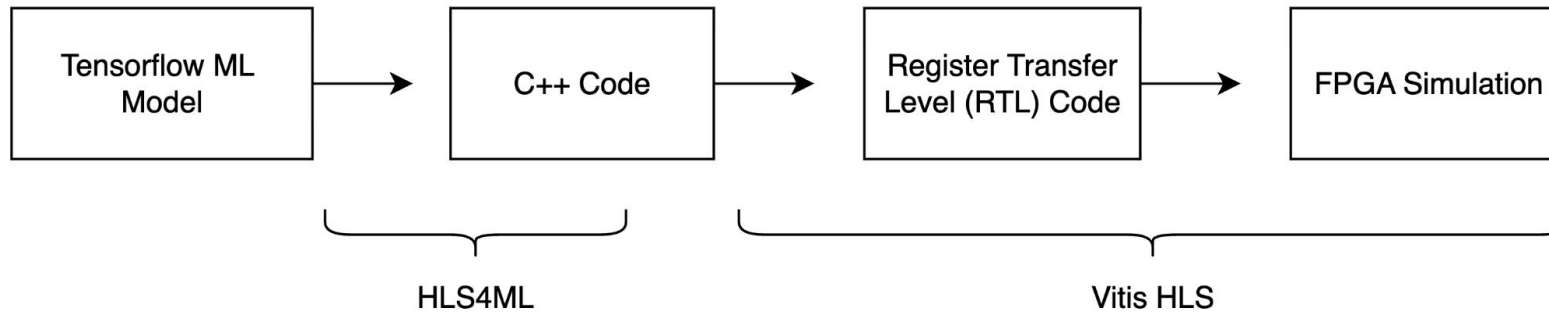 Tensorflow ML
Model
C++ Code
Register Transfer
Level (RTL) Code
FPGA Simulation
HLS4ML
Vitis HLS